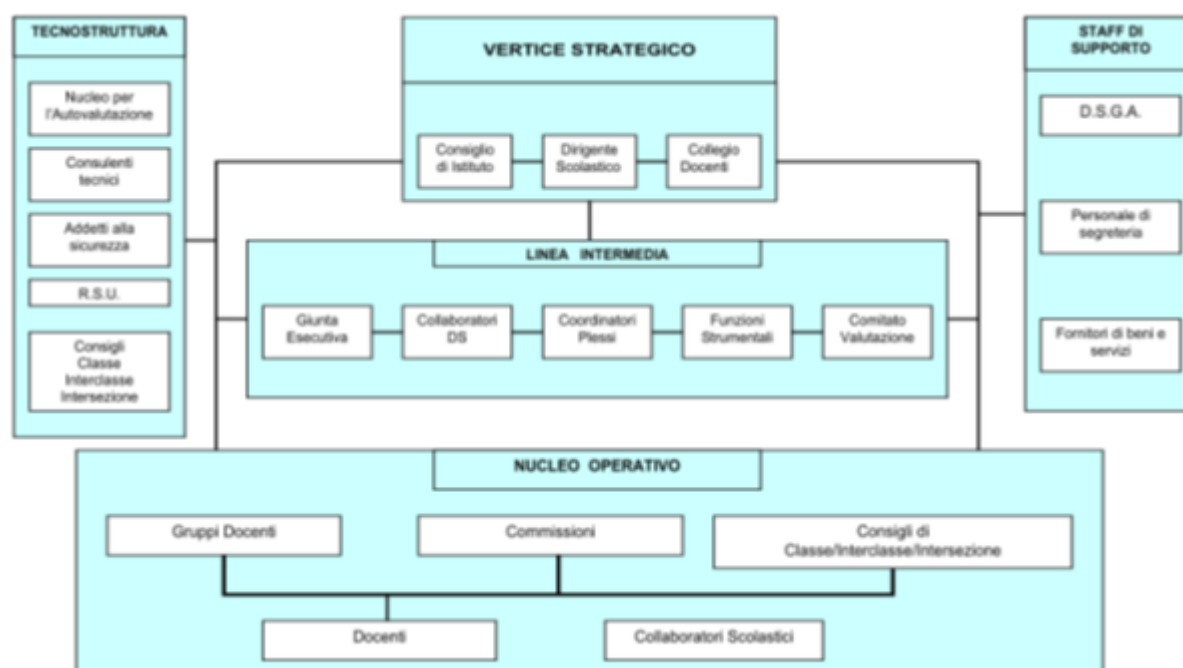 TECNOSTRUTTURA
Nucleo per
l'Autovalutazione
Consulenti
tecnici
Addetti alla
sicurezza
R.S.U.
Consigli
Classe
Interclasse
Intersezione
VERTICE STRATEGICO
Consiglio
di Istituto
Dirigente
Scolastico
Collegio
Docenti
STAFF DI
SUPPORTO
D.S.G.A.
Personale di
segreteria
Fornitori di beni e
servizi
LINEA INTERMEDIA
Giunta
Esecutiva
Collaboratori
DS
Coordinatori
Plessi
Funzioni
Strumentali
Comitato
Valutazione
NUCLEO OPERATIVO
Gruppi Docenti
Commissioni
Consigli di
Classe/Interclasse/Intersezione
Docenti
Collaboratori Scolastici